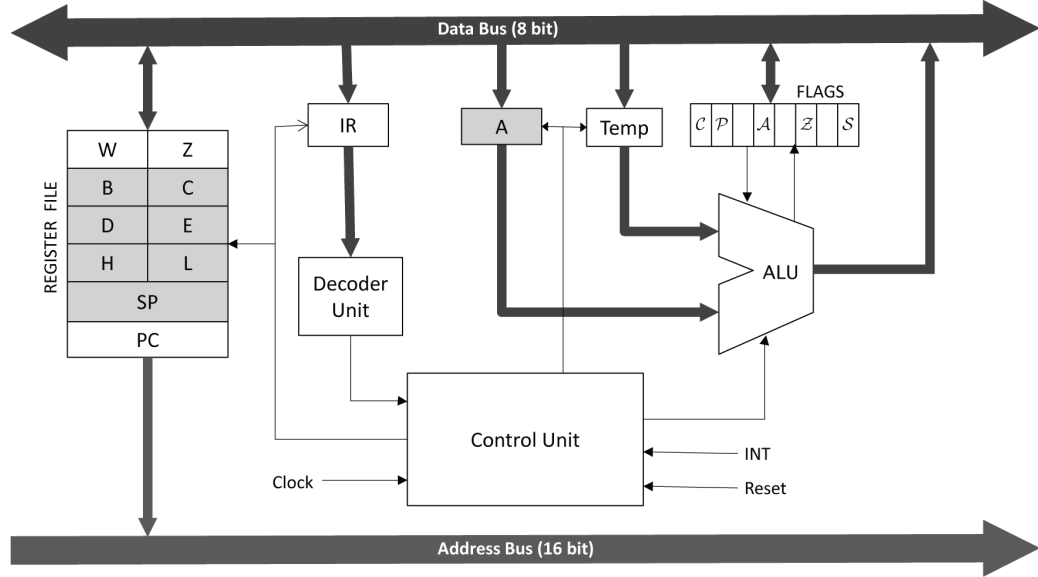 Data Bus (8 bit)
FLAGS
IR
A
Temp
C P A Z S
REGISTER FILE
W Z
B C
D E
H L
SP
PC
Decoder
Unit
ALU
Control Unit
INT
Clock
Reset
Address Bus (16 bit)